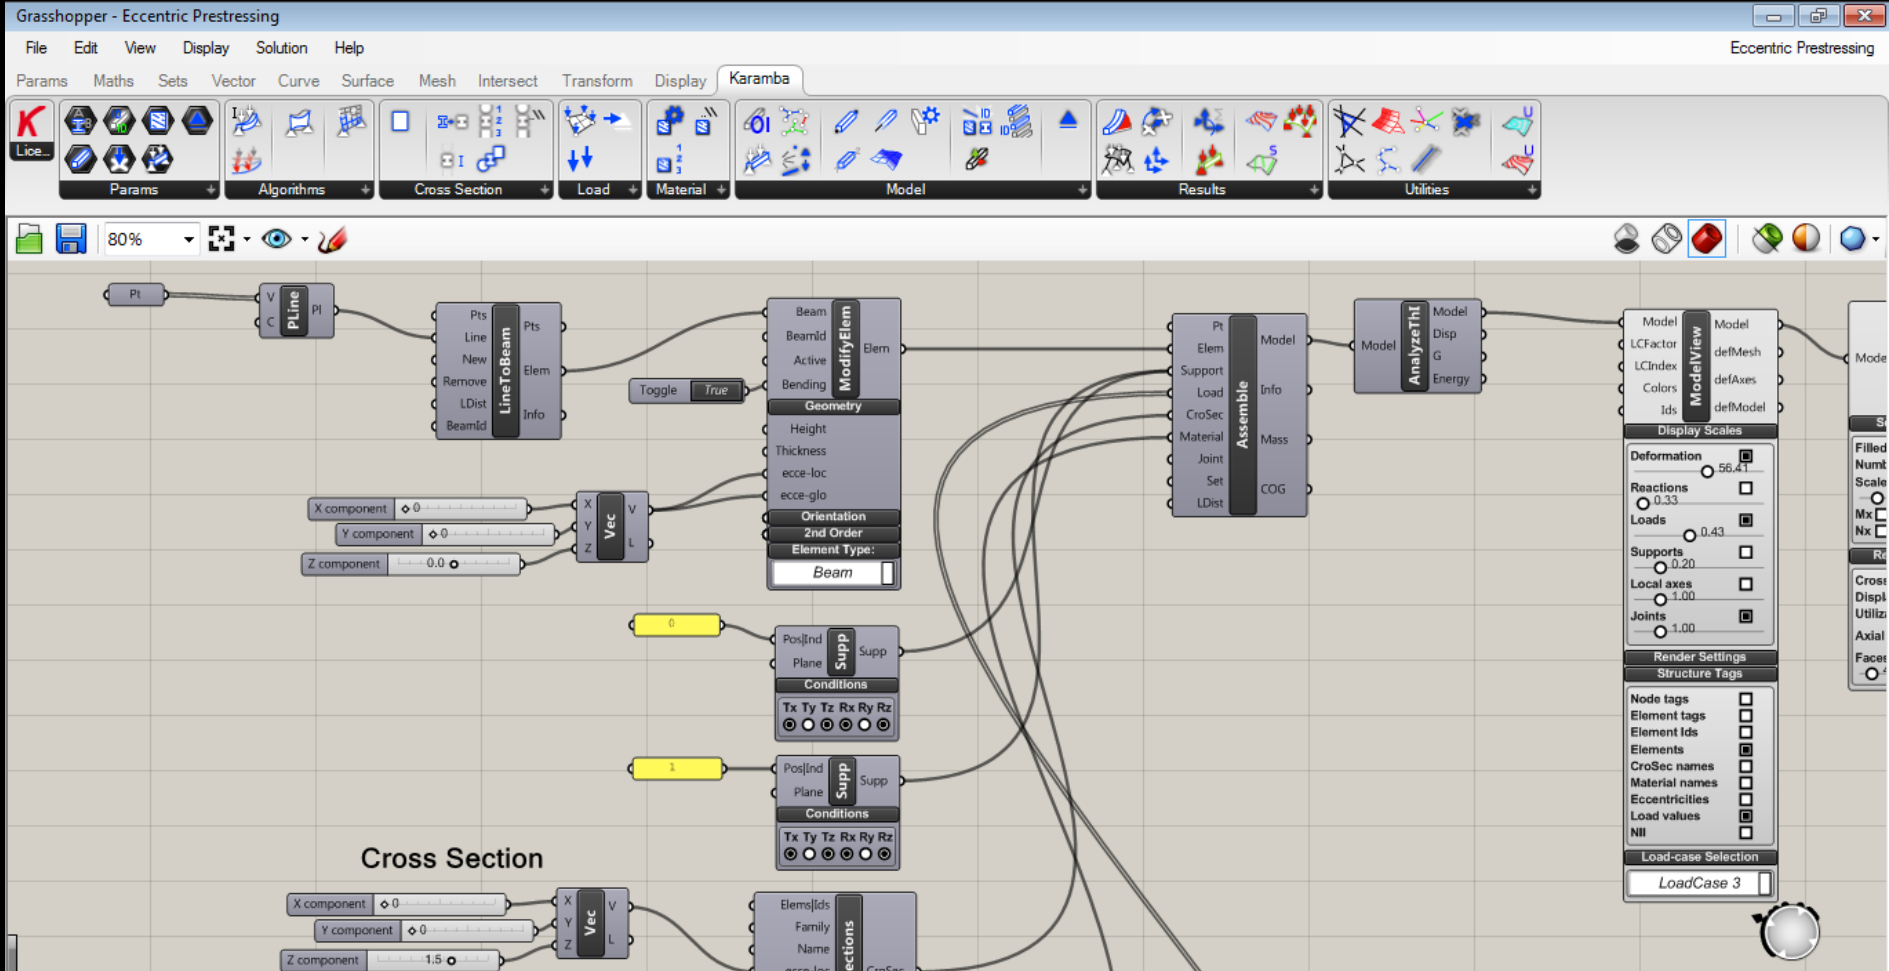 Grasshopper - Eccentric Prestressing
File Edit View Display Solution Help
Eccentric Prestressing
Params Maths Sets Vector Curve Surface Mesh Intersect Transform Display Karamba
Lice...
Params
Algorithms
Cross Section
Load
Material
Model
Results
Utilities
80%
Pt
V
C
PLine
Pl
Pts
Line
New
Remove
LDist
BeamId
LineToBeam
Pts
Elem
Info
Toggle True
Beam
BeamId
Active
Bending
ModifyElem
Elem
Geometry
Height
Thickness
ecce-loc
ecce-glo
Orientation
2nd Order
Element Type:
Beam
X component 0
Y component 0
Z component 0.0
X
Y
Z
Vec
V
L
0
Pos|Ind
Plane
Supp
Supp
Conditions
Tx Ty Tz Rx Ry Rz
1
Pos|Ind
Plane
Supp
Supp
Conditions
Tx Ty Tz Rx Ry Rz
Pt
Elem
Support
Load
CroSec
Material
Joint
Set
LDist
Assemble
Model
Info
Mass
COG
Model
AnalyzeThI
Model
Disp
G
Energy
Model
LCFactor
LCIndex
Colors
Ids
ModelView
Model
defMesh
defAxes
defModel
Display Scales
Deformation
56.41
Reactions
0.33
Loads
0.43
Supports
0.20
Local axes
1.00
Joints
1.00
Render Settings
Structure Tags
Node tags
Element tags
Element Ids
Elements
CroSec names
Material names
Eccentricities
Load values
NII
Load-case Selection
LoadCase 3
Filled
Scale
Mx
Nx
Axial
Cross Section
X component 0
Y component 0
Z component 1.5
X
Y
Z
Vec
V
L
Elems|Ids
Family
Name
ecce-loc
CroSec